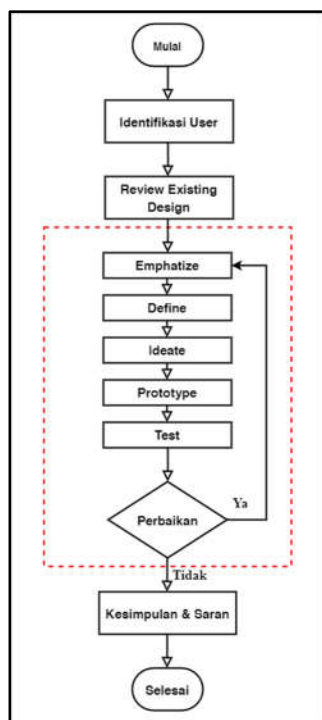 Mulai
Identifikasi User
Review Existing
Design
Emphatize
Define
Ideate
Prototype
Test
Perbaikan
Ya
Tidak
Kesimpulan & Saran
Selesai